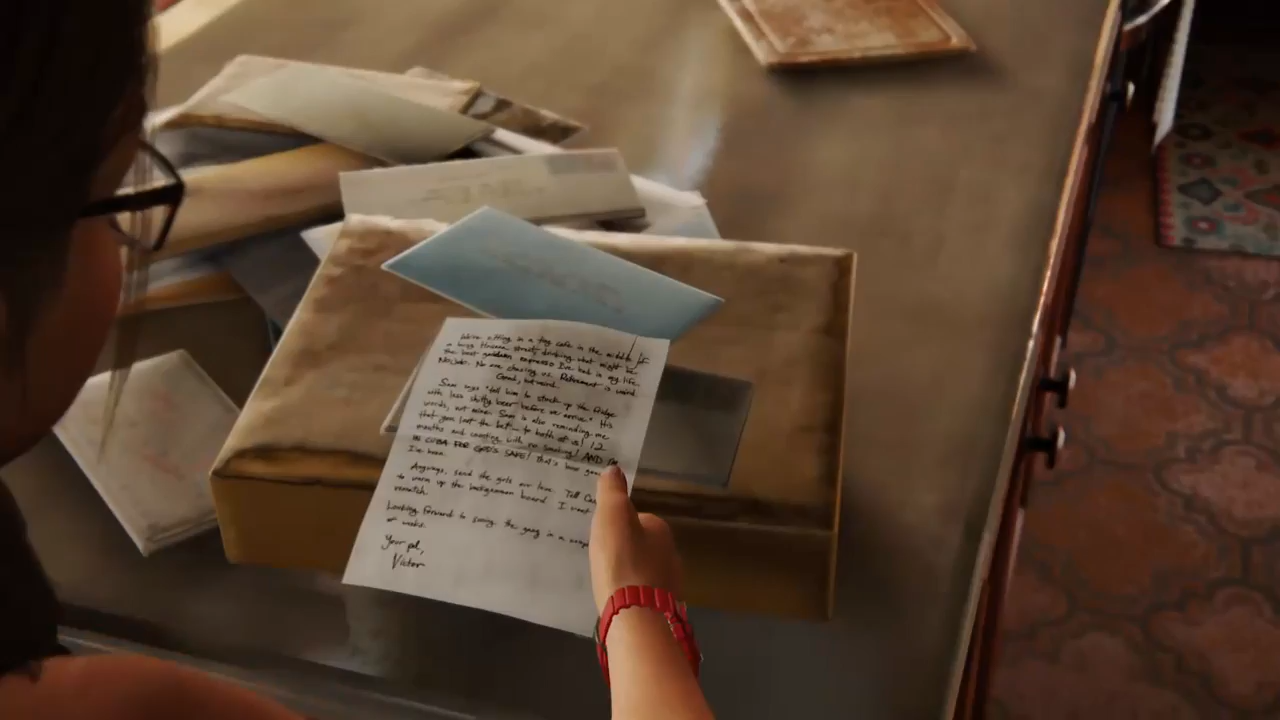 We're sitting in a tiny cafe in the middle of
a busy Havana street, drinking what might be
the best goddamn espresso I've had in my life.
No jobs. No one chasing us. Retirement is weird.
Good, but weird.
Sam says "tell him to stock up the fridge
with less shitty beer before we arrive." His
words, not mine. Sam is also reminding me
that you lost the bet— to both of us! 12
months and counting with no smoking! AND I'm
IN CUBA FOR GOD'S SAKE! that's how good
I've been.
Anyways, send the girls our love. Tell
to warm up the backgammon board. I want
rematch.
Looking forward to seeing the gang in a couple
of weeks.
Your pal,
Victor